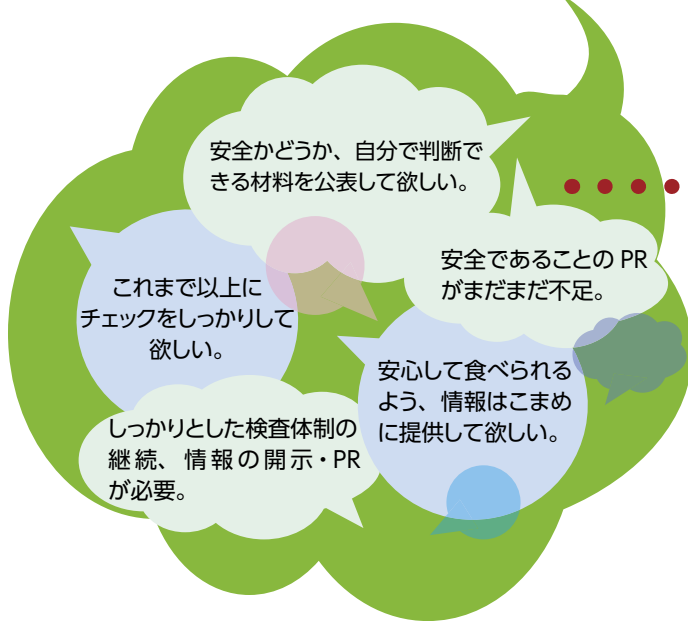 安全かどうか、自分で判断で
きる材料を公表して欲しい。
安全であることの PR
がまだまだ不足。
これまで以上に
チェックをしっかりして
欲しい。
安心して食べられる
よう、情報はこまめ
に提供して欲しい。
しっかりとした検査体制の
継続、情報の開示・PR
が必要。